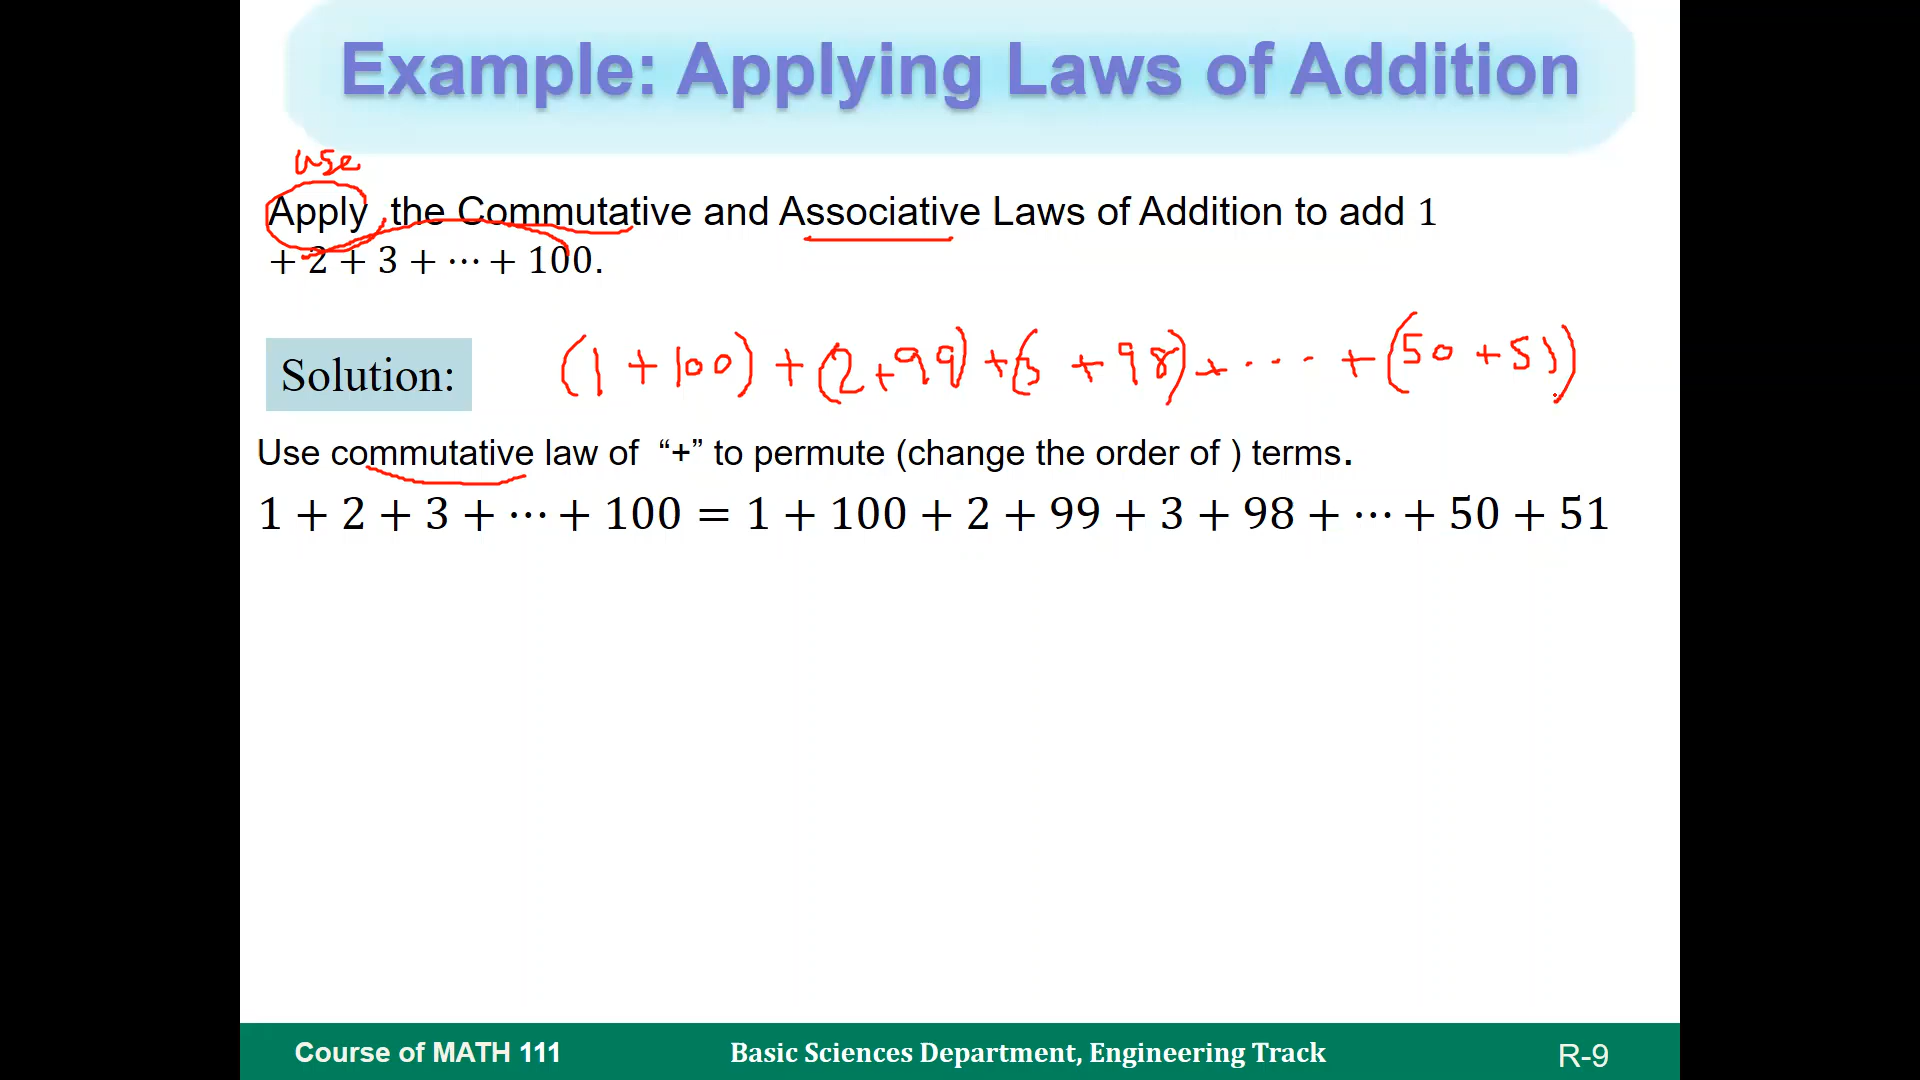 Example: Applying Laws of Addition
use
Apply the Commutative and Associative Laws of Addition to add 1
+ 2 + 3 + ⋯ + 100.
Solution:
(1 + 100) + (2 + 99) + (3 + 98) + ···· + (50 + 51)
Use commutative law of “+” to permute (change the order of ) terms.
1 + 2 + 3 + ⋯ + 100 = 1 + 100 + 2 + 99 + 3 + 98 + ⋯ + 50 + 51
Course of MATH 111
Basic Sciences Department, Engineering Track
R-9